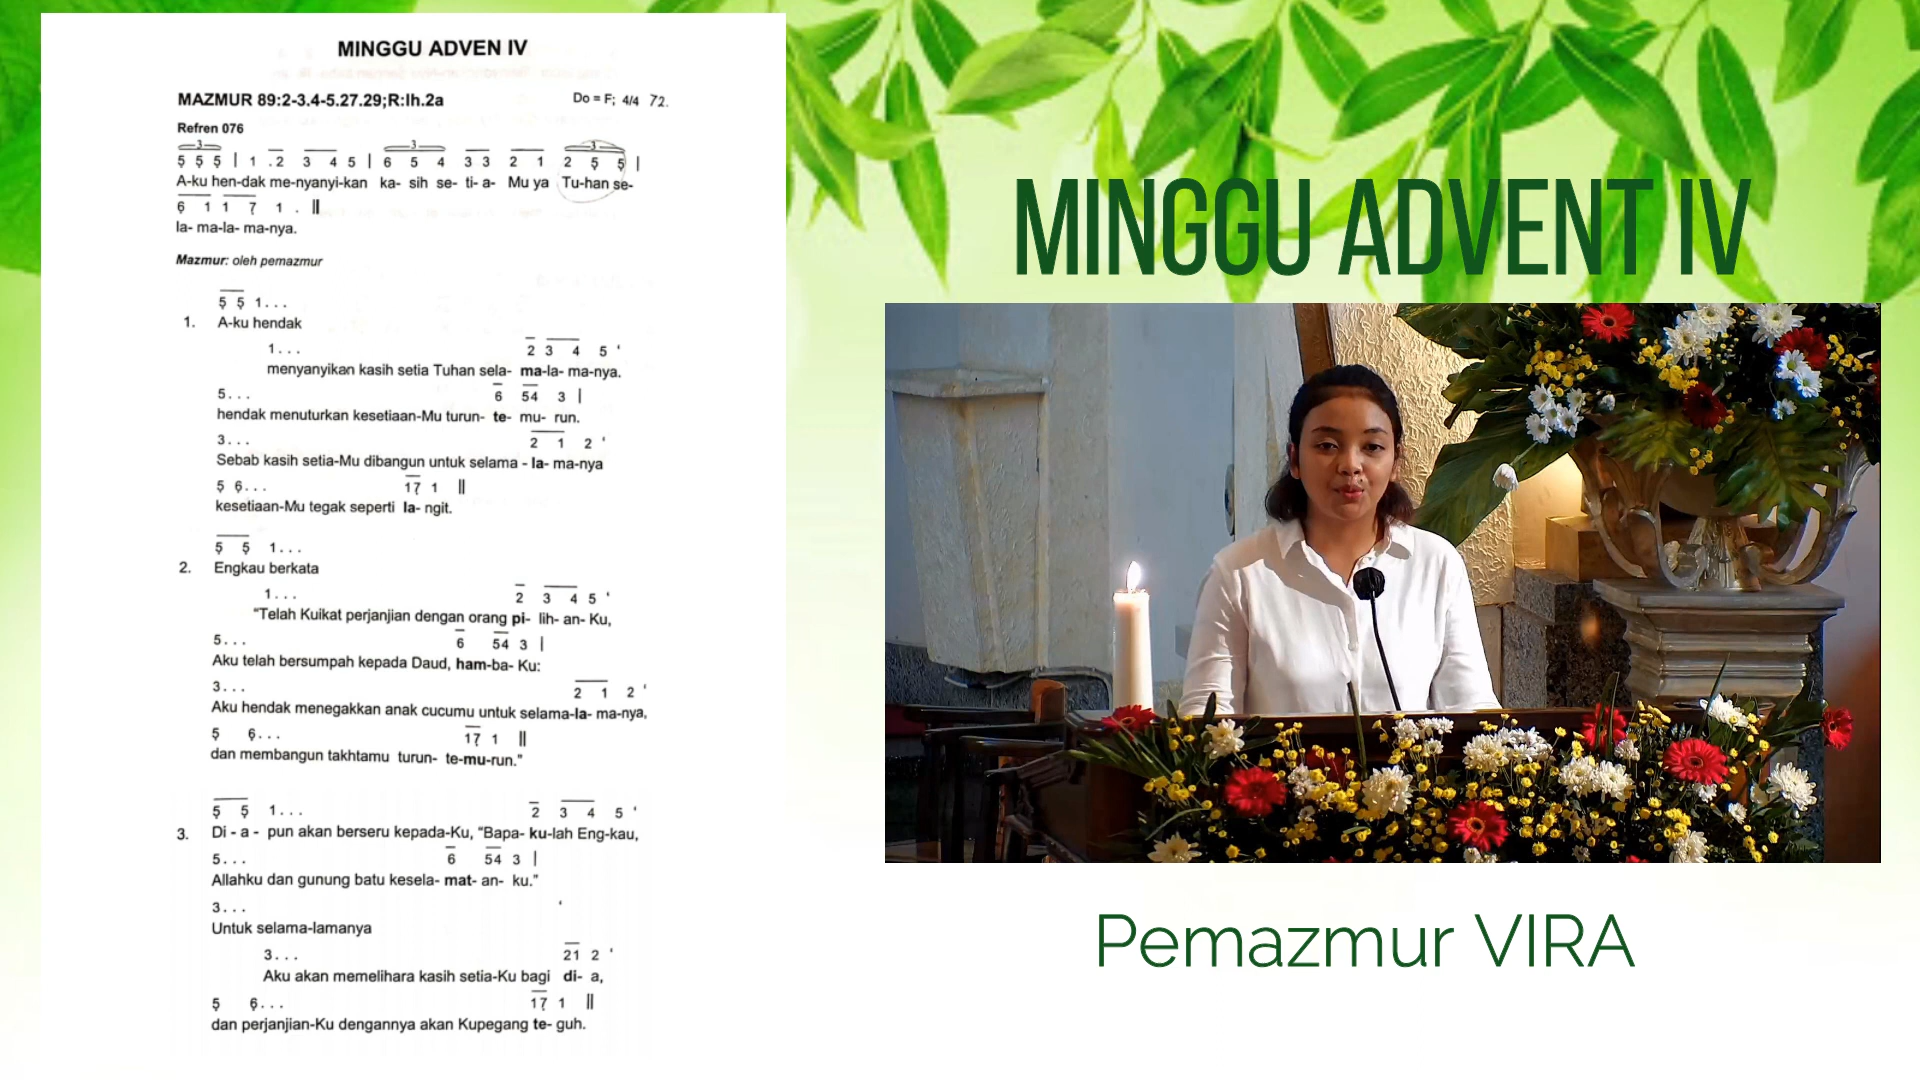 MINGGU ADVEN IV
MAZMUR 89:2-3.4-5.27.29;R:lh.2a
Do = F; 4/4 72.
Refren 076
3 3 3
5̣ 5̣ 5̣ | 1 .2 3 4 5 | 6 5 4 3 3 2 1 2 5̣ 5̣ |
A-ku hen-dak me-nyanyi-kan ka- sih se- ti- a- Mu ya Tu-han se-
6̣ 1 1 7̣ 1 . ||
la- ma-la- ma-nya.
Mazmur: oleh pemazmur
5̣ 5̣ 1...
1. A-ku hendak
1... 2 3 4 5 '
menyanyikan kasih setia Tuhan sela- ma-la- ma-nya.
5... 6 54 3 |
hendak menuturkan kesetiaan-Mu turun- te- mu- run.
3... 2 1 2 '
Sebab kasih setia-Mu dibangun untuk selama - la- ma-nya
5̣ 6̣... 17̣ 1 ||
kesetiaan-Mu tegak seperti la- ngit.
5̣ 5̣ 1...
2. Engkau berkata
1... 2 3 4 5 '
“Telah Kuikat perjanjian dengan orang pi- lih- an- Ku,
5... 6 54 3 |
Aku telah bersumpah kepada Daud, ham-ba- Ku:
3... 2 1 2 '
Aku hendak menegakkan anak cucumu untuk selama-la- ma-nya,
5̣ 6̣... 17̣ 1 ||
dan membangun takhtamu turun- te-mu-run.”
5̣ 5̣ 1... 2 3 4 5 '
3. Di - a - pun akan berseru kepada-Ku, “Bapa- ku-lah Eng-kau,
5... 6 54 3 |
Allahku dan gunung batu kesela- mat- an- ku.”
3... '
Untuk selama-lamanya
3... 21 2 '
Aku akan memelihara kasih setia-Ku bagi di- a,
5̣ 6̣... 17̣ 1 ||
dan perjanjian-Ku dengannya akan Kupegang te- guh.
MINGGU ADVENT IV
Pemazmur VIRA